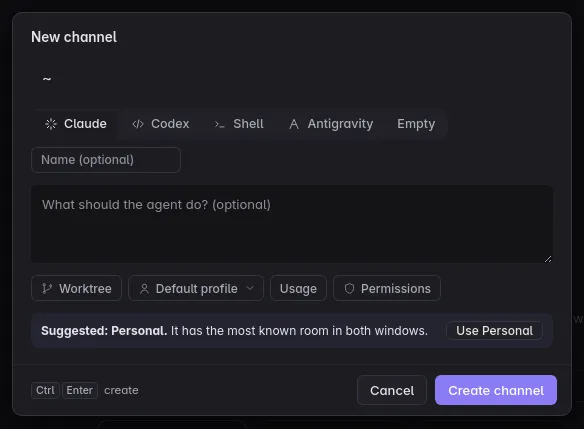 New channel
~
Claude
Codex
Shell
Antigravity
Empty
Name (optional)
What should the agent do? (optional)
Worktree
Default profile
Usage
Permissions
Suggested: Personal. It has the most known room in both windows.
Use Personal
Ctrl Enter create
Cancel
Create channel